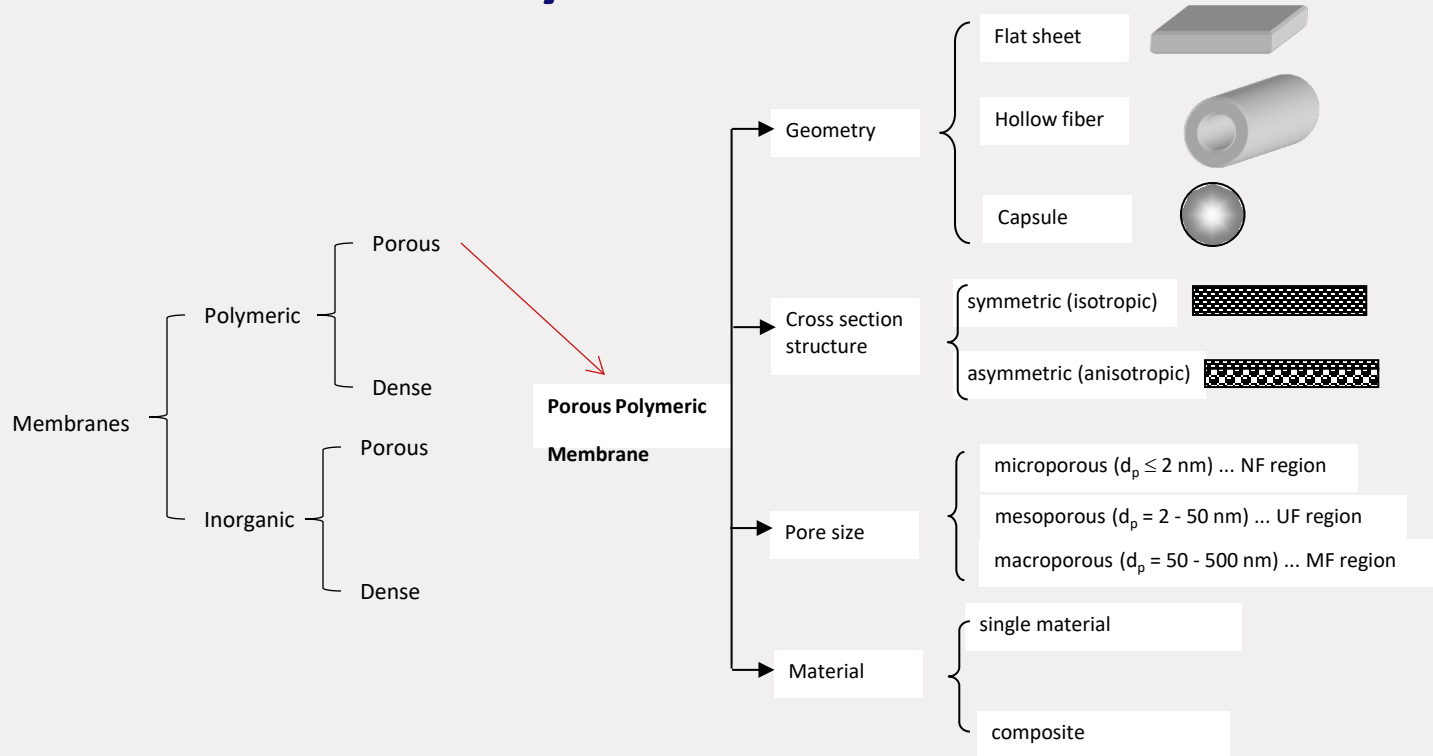 Flat sheet
Geometry
Hollow fiber
Capsule
Membranes
Polymeric
Porous
Dense
Inorganic
Porous
Dense
Porous Polymeric
Membrane
Cross section
structure
symmetric (isotropic)
asymmetric (anisotropic)
Pore size
microporous (dp ≤ 2 nm) ... NF region
mesoporous (dp = 2 - 50 nm) ... UF region
macroporous (dp = 50 - 500 nm) ... MF region
Material
single material
composite